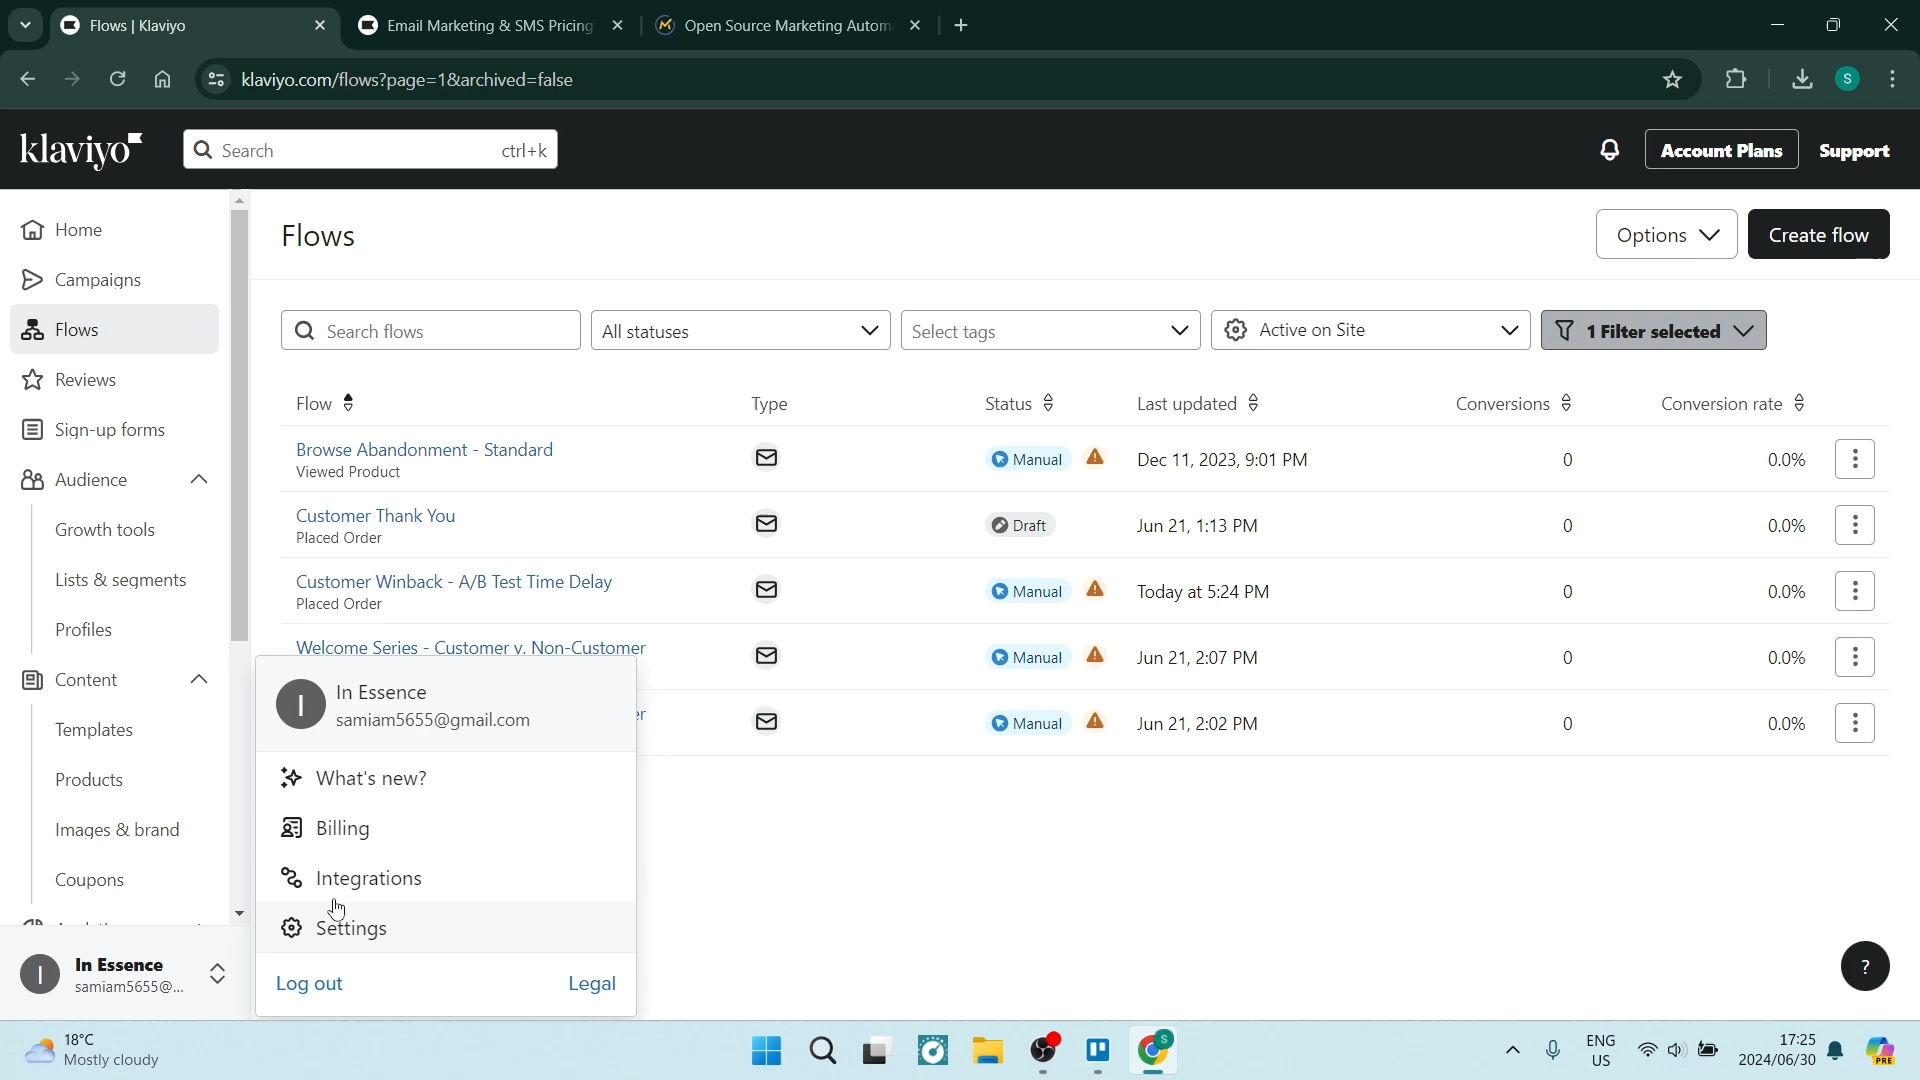 Flows | Klaviyo
Email Marketing & SMS Pricing
Open Source Marketing Autom
klaviyo.com/flows?page=1&archived=false
S
klaviyo
Search ctrl+k
Account Plans
Support
Home
Campaigns
Flows
Reviews
Sign-up forms
Audience
Growth tools
Lists & segments
Profiles
Content
Templates
Products
Images & brand
Coupons
I
In Essence
samiam5655@...
Flows
Options
Create flow
Search flows
All statuses
Select tags
Active on Site
1 Filter selected
Flow Type Status Last updated Conversions Conversion rate
Browse Abandonment - Standard
Viewed Product
Manual Dec 11, 2023, 9:01 PM 0 0.0%
Customer Thank You
Placed Order
Draft Jun 21, 1:13 PM 0 0.0%
Customer Winback - A/B Test Time Delay
Placed Order
Manual Today at 5:24 PM 0 0.0%
Welcome Series - Customer v. Non-Customer
Manual Jun 21, 2:07 PM 0 0.0%
er
Manual Jun 21, 2:02 PM 0 0.0%
I
In Essence
samiam5655@gmail.com
What's new?
Billing
Integrations
Settings
Log out
Legal
?
18°C
Mostly cloudy
S
ENG
US
17:25
2024/06/30
PRE